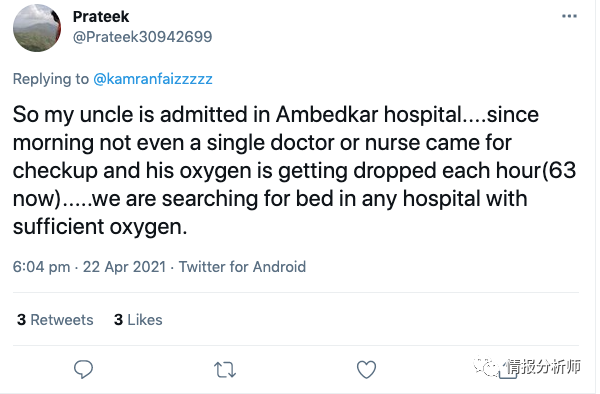 Prateek
@Prateek30942699
Replying to @kamranfaizzzzz
So my uncle is admitted in Ambedkar hospital....since
morning not even a single doctor or nurse came for
checkup and his oxygen is getting dropped each hour(63
now).....we are searching for bed in any hospital with
sufficient oxygen.
6:04 pm · 22 Apr 2021 · Twitter for Android
3 Retweets 3 Likes
情报分析师